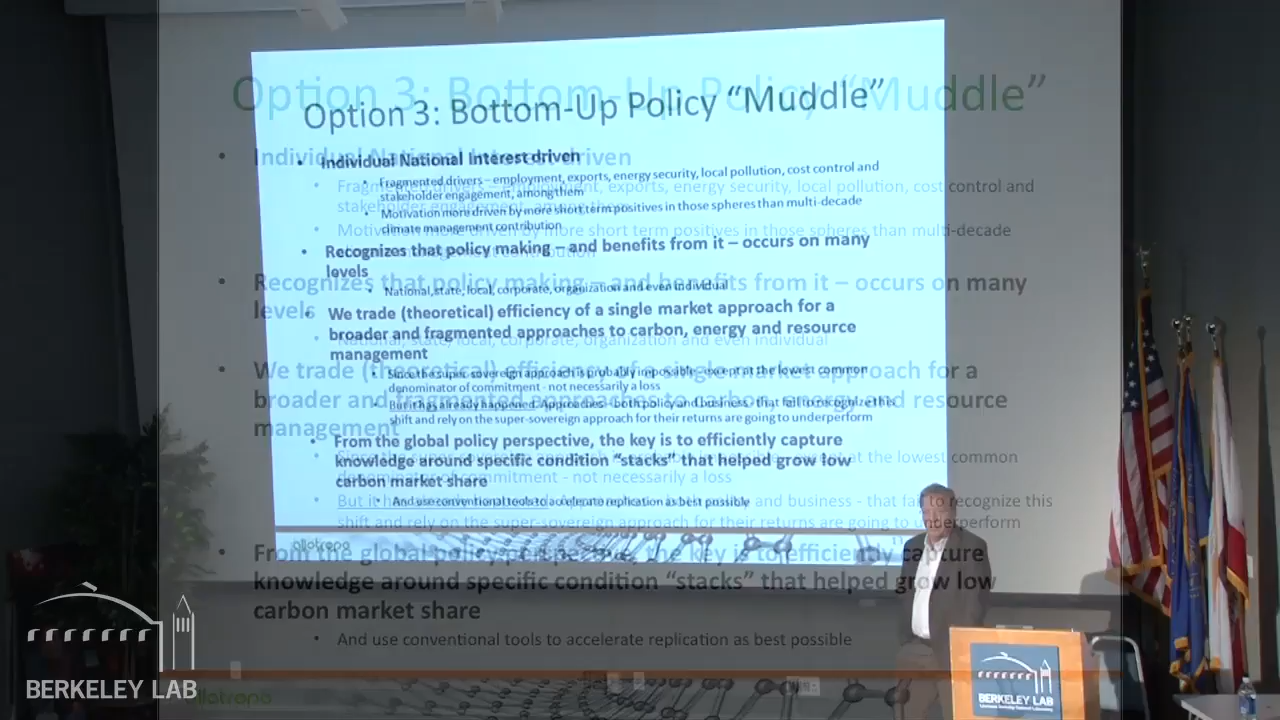 Option 3: Bottom-Up Policy “Muddle”
• Individual National Interest driven
• Fragmented drivers – employment, exports, energy security, local pollution, cost control and
stakeholder engagement, among them
• Motivation more driven by more short term positives in those spheres than multi-decade
climate management contribution
• Recognizes that policy making – and benefits from it – occurs on many
levels
• National, state, local, corporate, organization and even individual
• We trade (theoretical) efficiency of a single market approach for a
broader and fragmented approaches to carbon, energy and resource
management
• Since the super-sovereign approach is probably impossible - except at the lowest common
denominator of commitment - not necessarily a loss
• But it has already happened. Approaches - both policy and business - that fail to recognize this
shift and rely on the super-sovereign approach for their returns are going to underperform
• From the global policy perspective, the key is to efficiently capture
knowledge around specific condition “stacks” that helped grow low
carbon market share
• And use conventional tools to accelerate replication as best possible
allotrope
BERKELEY LAB
BERKELEY LAB